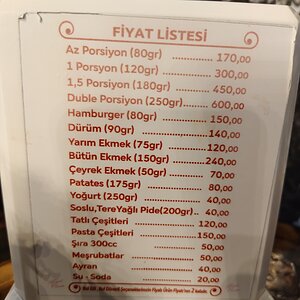 FİYAT LİSTESİ
Az Porsiyon (80gr) ........................ 170,00
1 Porsiyon (120gr) ........................ 300,00
1,5 Porsiyon (180gr) ........................ 450,00
Duble Porsiyon (250gr) ........................ 600,00
Hamburger (80gr) ........................ 150,00
Dürüm (90gr) ........................ 140,00
Yarım Ekmek (75gr) ........................ 120,00
Bütün Ekmek (150gr) ........................ 240,00
Çeyrek Ekmek (50gr) ........................ 70,00
Patates (175gr) ........................ 80,00
Yoğurt (250gr) ........................ 40,00
Soslu,TereYağlı Pide(200gr) .. 40,00
Tatlı Çeşitleri ........................ 120,00
Pasta Çeşitleri ........................ 150,00
Şıra 300cc ........................ 50,00
Meşrubatlar ........................ 50,00
Ayran ........................ 40,00
Su - Soda ........................ 20,00